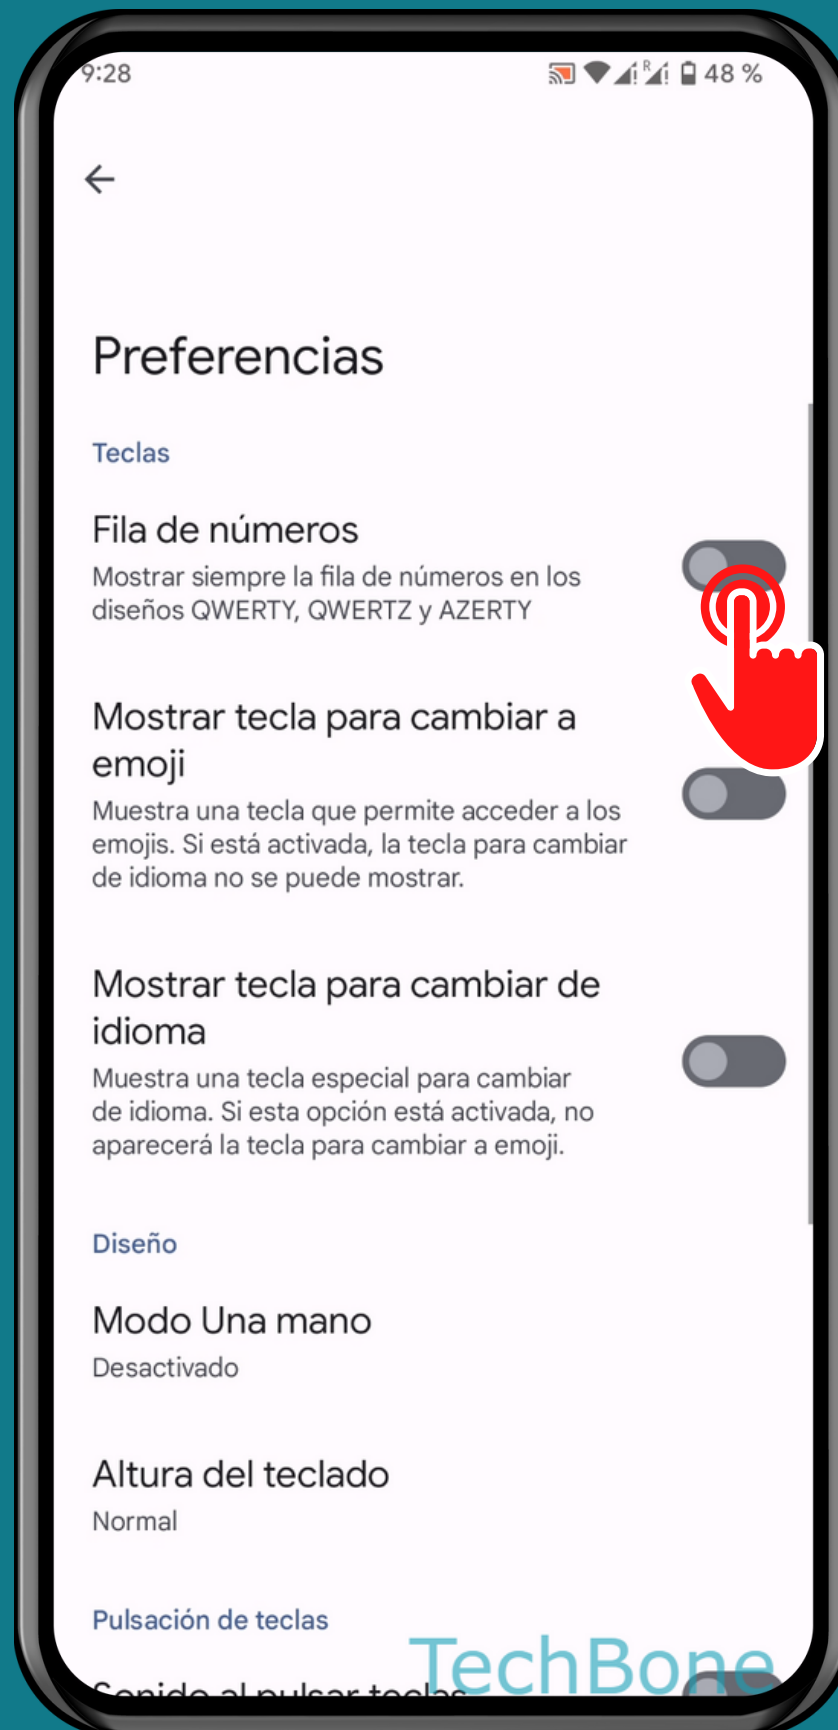 9:28
R
48 %
Preferencias
Teclas
Fila de números
Mostrar siempre la fila de números en los
diseños QWERTY, QWERTZ y AZERTY
Mostrar tecla para cambiar a
emoji
Muestra una tecla que permite acceder a los
emojis. Si está activada, la tecla para cambiar
de idioma no se puede mostrar.
Mostrar tecla para cambiar de
idioma
Muestra una tecla especial para cambiar
de idioma. Si esta opción está activada, no
aparecerá la tecla para cambiar a emoji.
Diseño
Modo Una mano
Desactivado
Altura del teclado
Normal
Pulsación de teclas
Sonido al pulsar teclas
TechBone